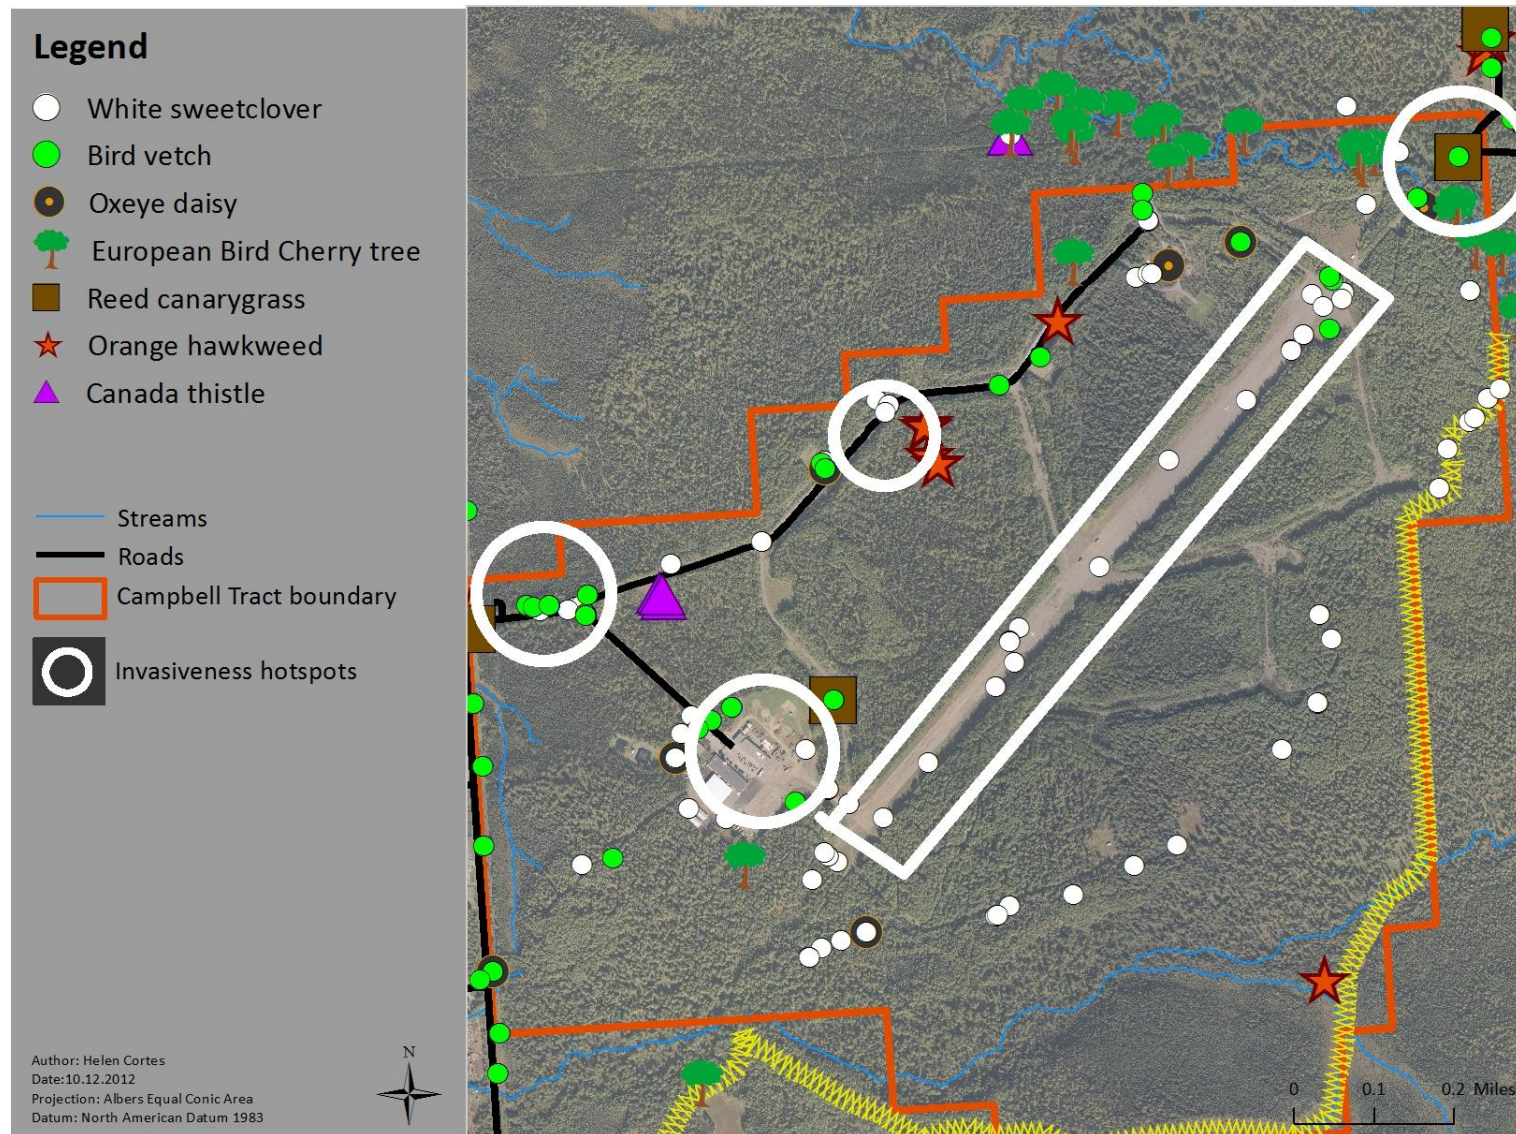 Legend
White sweetclover
Bird vetch
Oxeye daisy
European Bird Cherry tree
Reed canarygrass
Orange hawkweed
Canada thistle
Streams
Roads
Campbell Tract boundary
Invasiveness hotspots
Author: Helen Cortes
Date:10.12.2012
Projection: Albers Equal Conic Area
Datum: North American Datum 1983
N
0 0.1 0.2 Miles